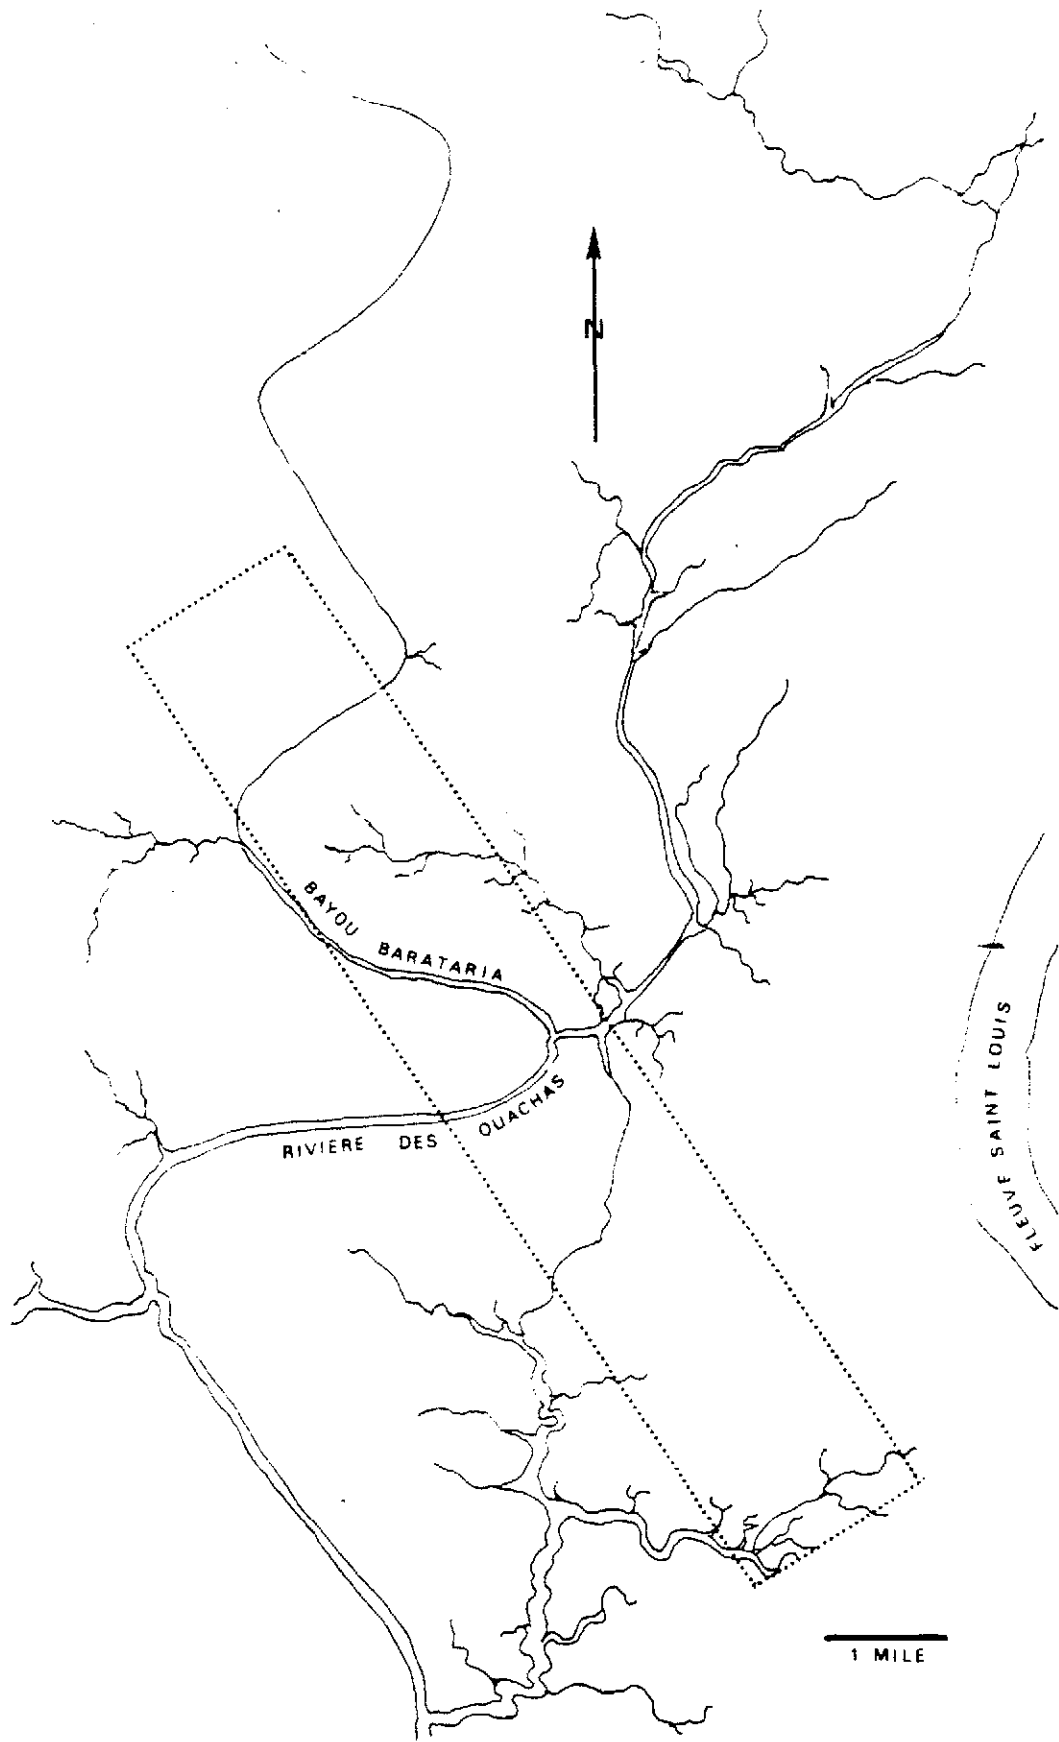 N
BAYOU BARATARIA
RIVIERE DES OUACHAS
FLEUVE SAINT LOUIS
1 MILE